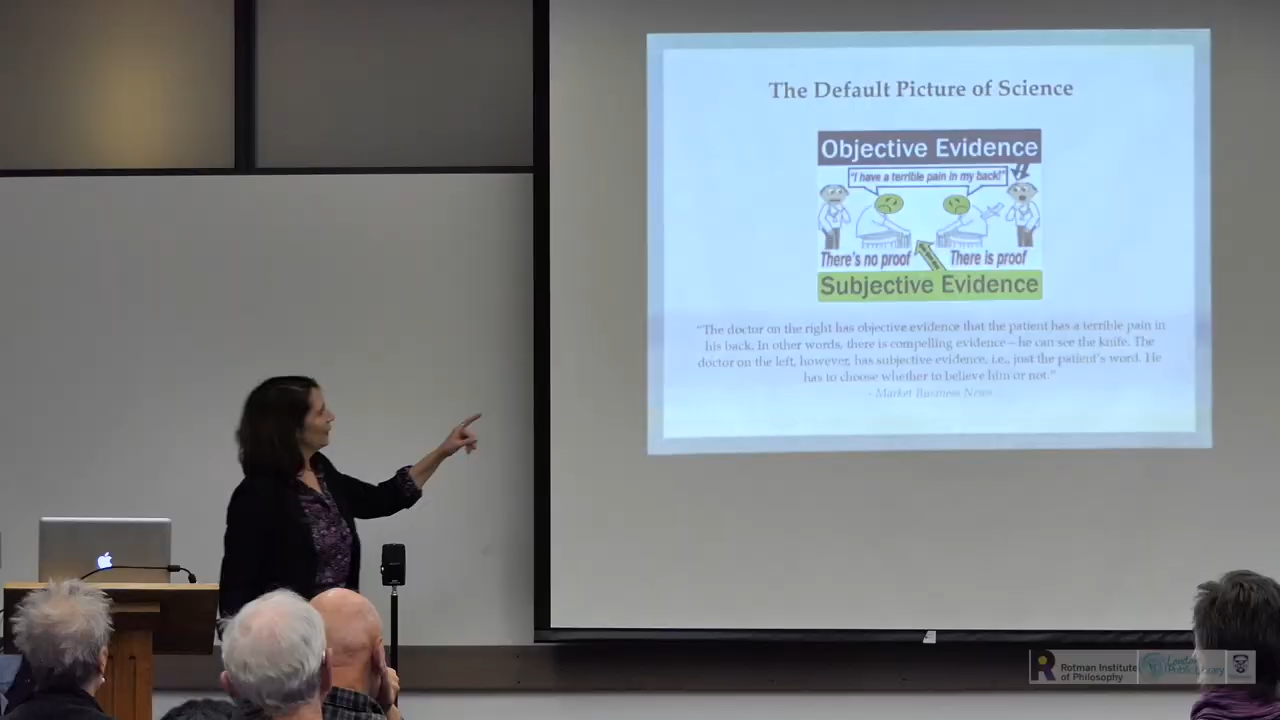 The Default Picture of Science
Objective Evidence
"I have a terrible pain in my back!"
There's no proof
There is proof
Subjective Evidence
"The doctor on the right has objective evidence that the patient has a terrible pain in
his back. In other words, there is compelling evidence – he can see the knife. The
doctor on the left, however, has subjective evidence, i.e., just the patient's word. He
has to choose whether to believe him or not."
- Market Business News
Rotman Institute
of Philosophy
London
Public Library